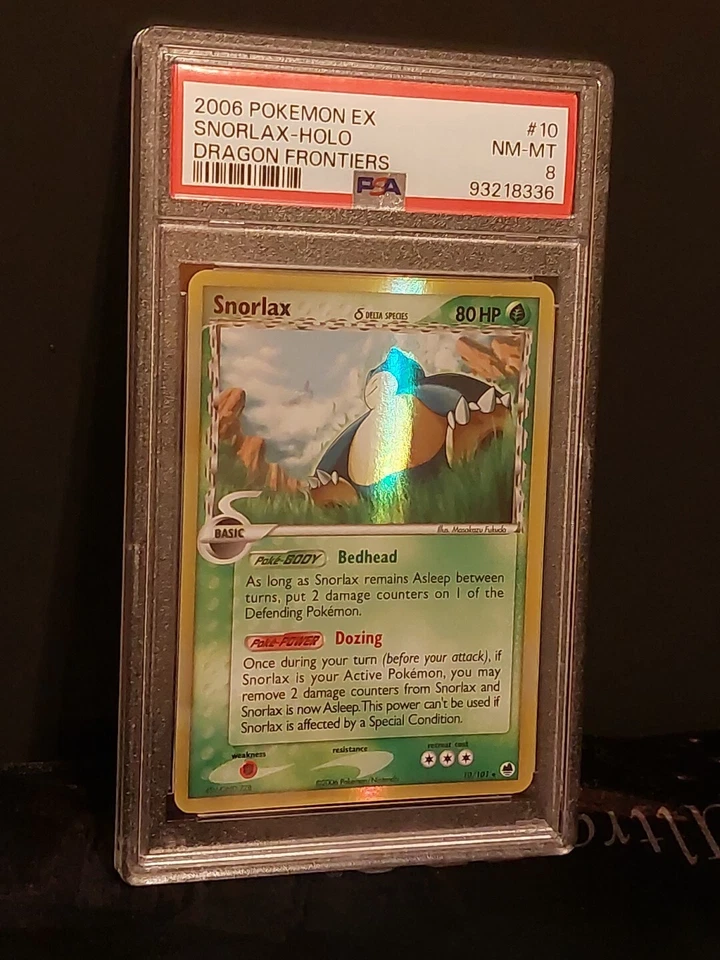 2006 POKEMON EX #10
SNORLAX-HOLO NM-MT
DRAGON FRONTIERS 8
PSA 93218336
Snorlax δ DELTA SPECIES 80 HP
BASIC Illus. Masakazu Fukuda
Poké-BODY Bedhead
As long as Snorlax remains Asleep between
turns, put 2 damage counters on 1 of the
Defending Pokémon.
Poké-POWER Dozing
Once during your turn (before your attack), if
Snorlax is your Active Pokémon, you may
remove 2 damage counters from Snorlax and
Snorlax is now Asleep. This power can't be used if
Snorlax is affected by a Special Condition.
weakness resistance retreat cost
©2006 Pokémon/Nintendo 10/101